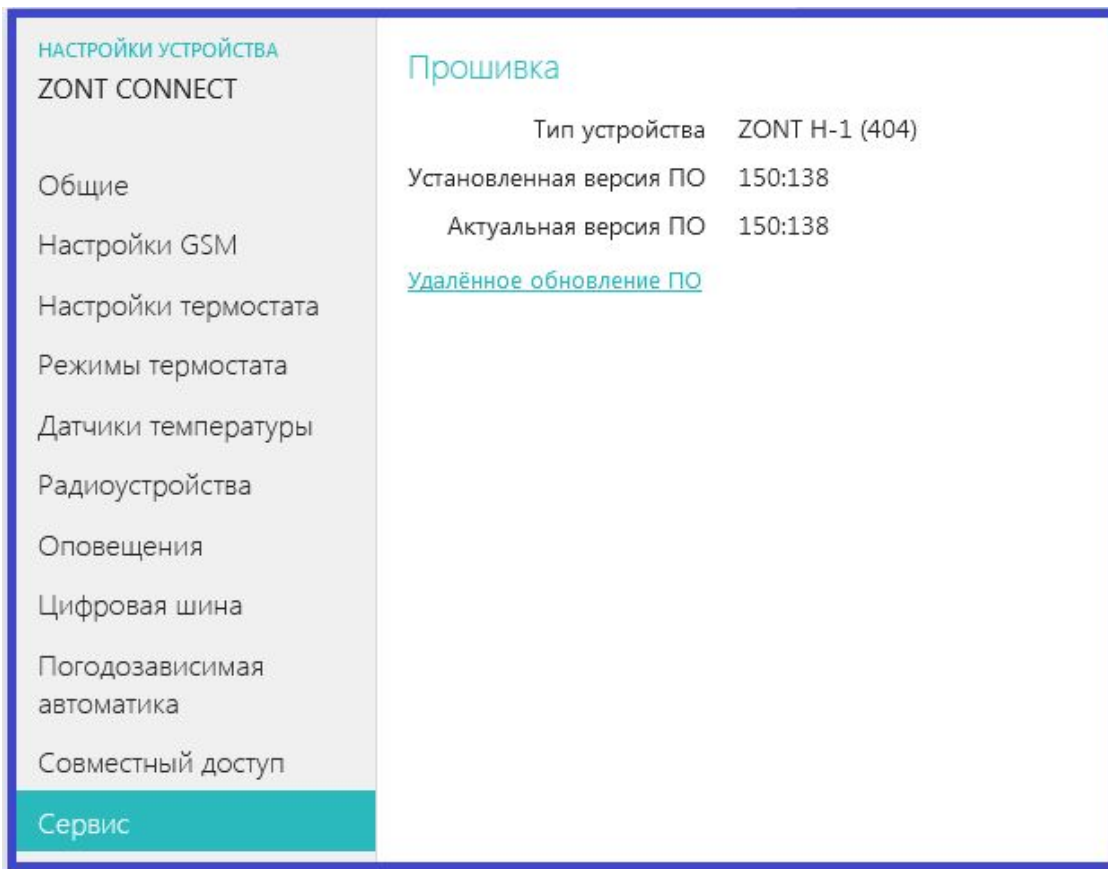 НАСТРОЙКИ УСТРОЙСТВА
ZONT CONNECT
Общие
Настройки GSM
Настройки термостата
Режимы термостата
Датчики температуры
Радиоустройства
Оповещения
Цифровая шина
Погодозависимая
автоматика
Совместный доступ
Сервис
Прошивка
Тип устройства ZONT H-1 (404)
Установленная версия ПО 150:138
Актуальная версия ПО 150:138
Удалённое обновление ПО